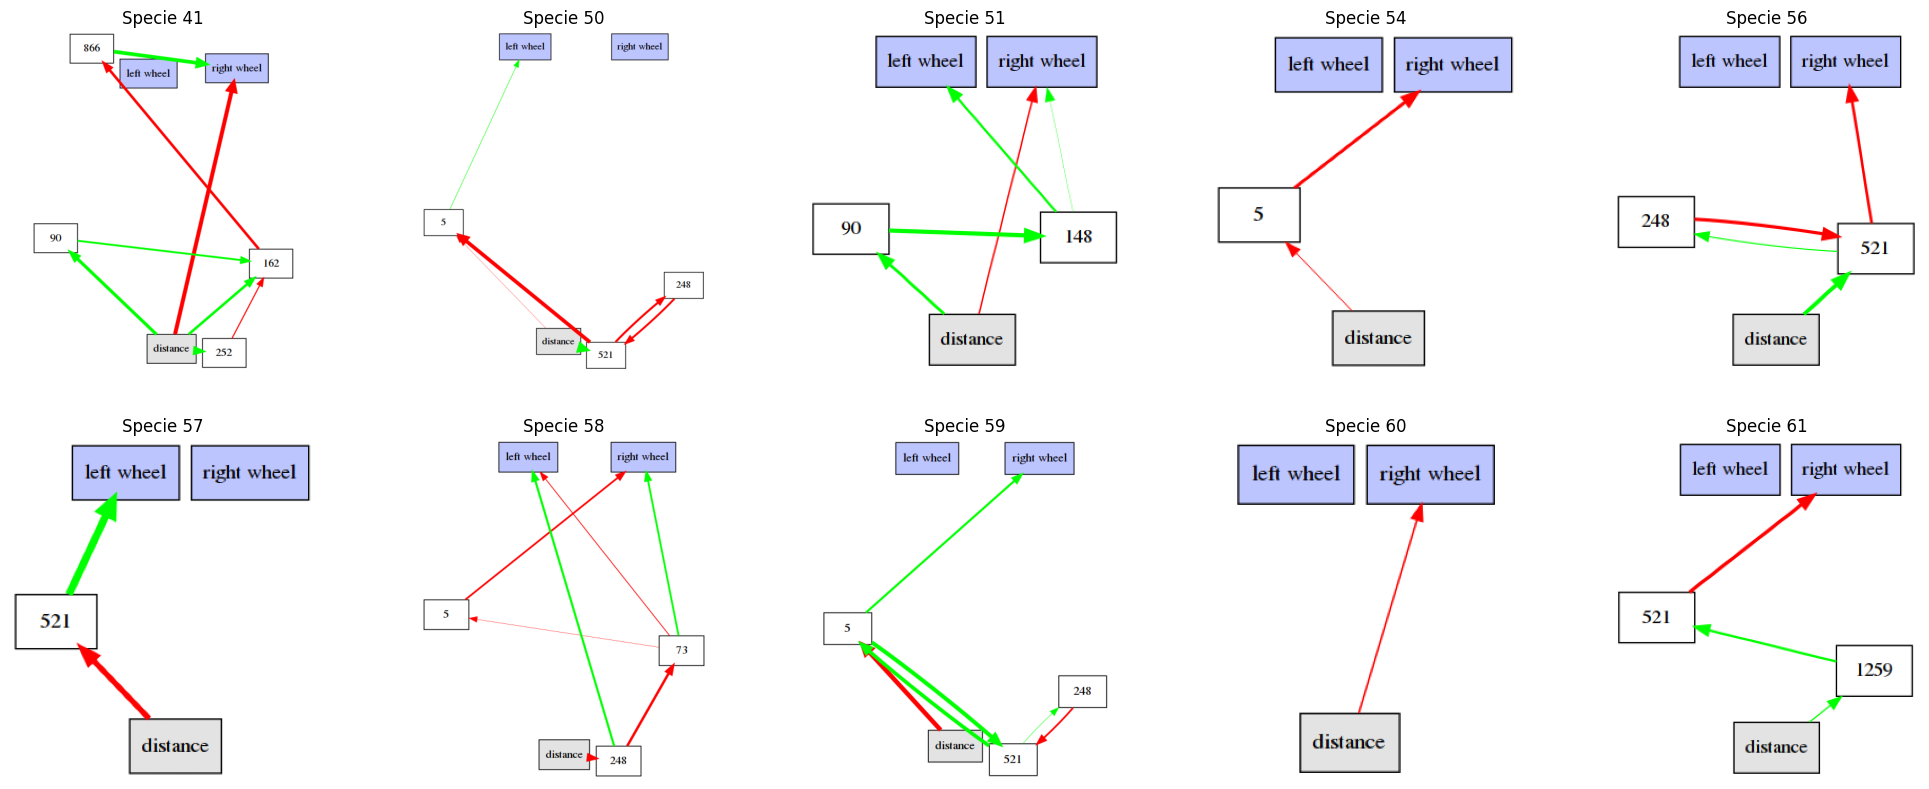 Specie 41
866
left wheel
right wheel
90
162
distance
252
Specie 50
left wheel
right wheel
5
248
distance
521
Specie 51
left wheel
right wheel
90
148
distance
Specie 54
left wheel
right wheel
5
distance
Specie 56
left wheel
right wheel
248
521
distance
Specie 57
left wheel
right wheel
521
distance
Specie 58
left wheel
right wheel
5
73
distance
248
Specie 59
left wheel
right wheel
5
248
distance
521
Specie 60
left wheel
right wheel
distance
Specie 61
left wheel
right wheel
521
1259
distance